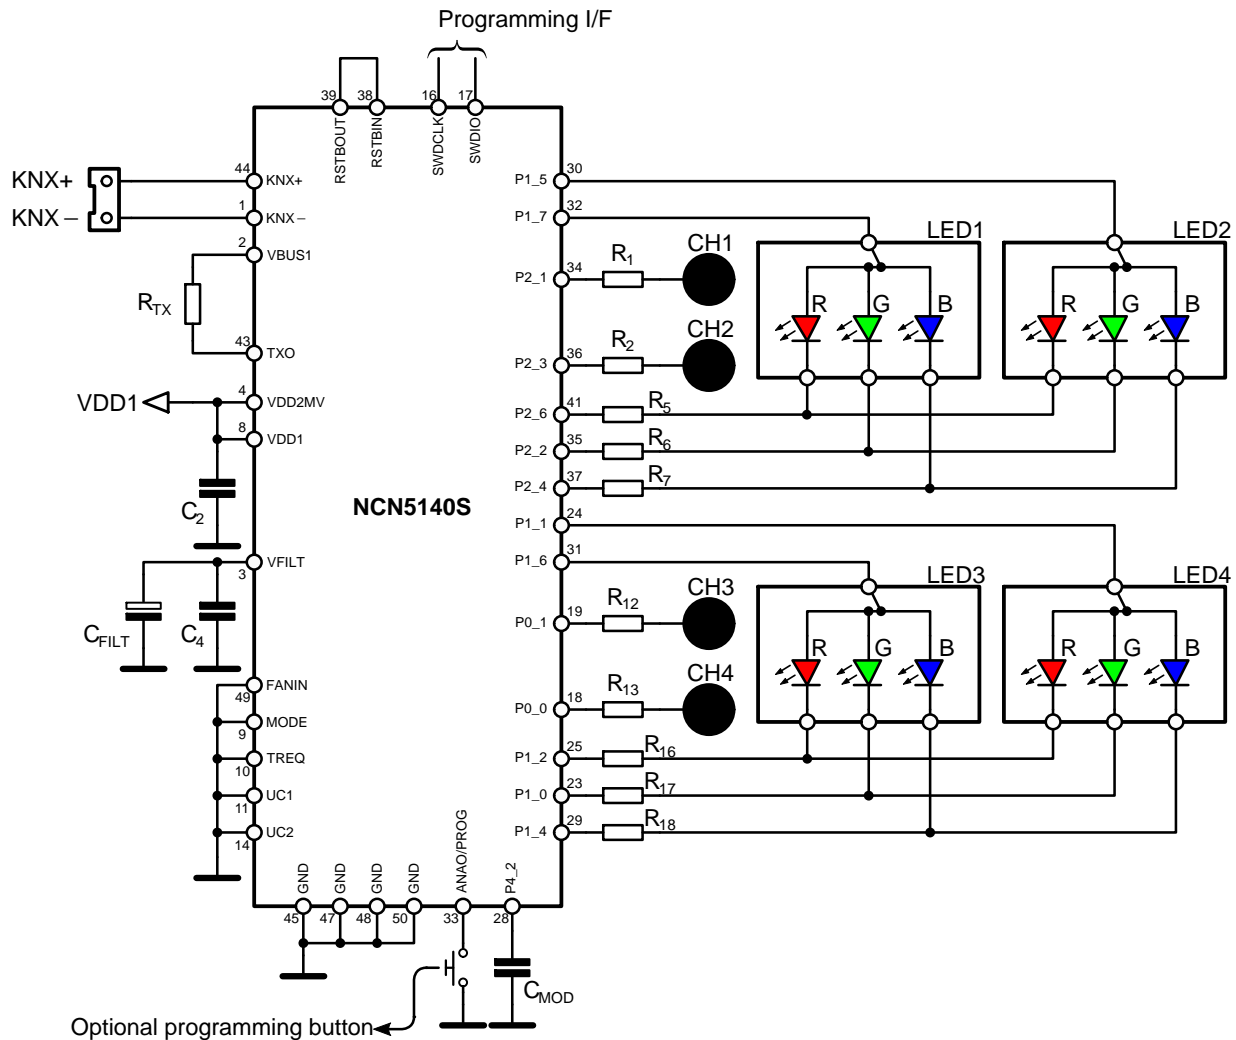 Programming I/F
39
38
16
17
RSTBOUT
RSTBIN
SWDCLK
SWDIO
KNX+
44
KNX+
KNX –
1
KNX –
2
VBUS1
RTX
43
TXO
VDD1
4
VDD2MV
8
VDD1
C2
VFILT
3
CFILT
C4
FANIN
49
MODE
9
TREQ
10
UC1
11
UC2
14
NCN5140S
P1_5
30
P1_7
32
P2_1
34
R1
CH1
P2_3
36
R2
CH2
P2_6
41
R5
P2_2
35
R6
P2_4
37
R7
LED1
R
G
B
LED2
R
G
B
P1_1
24
P1_6
31
P0_1
19
R12
CH3
P0_0
18
R13
CH4
P1_2
25
R16
P1_0
23
R17
P1_4
29
R18
LED3
R
G
B
LED4
R
G
B
GND
GND
GND
GND
ANAO/PROG
P4_2
45
47
48
50
33
28
CMOD
Optional programming button